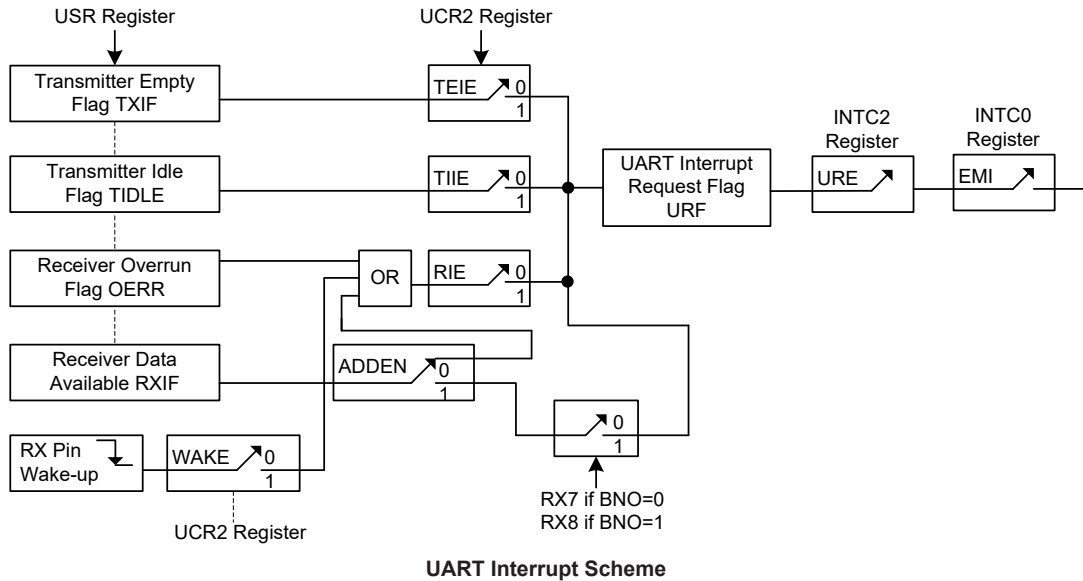 USR Register
UCR2 Register
Transmitter Empty
Flag TXIF
TEIE
0
1
INTC2
Register
INTC0
Register
Transmitter Idle
Flag TIDLE
TIIE
0
1
UART Interrupt
Request Flag
URF
URE
EMI
Receiver Overrun
Flag OERR
OR
RIE
0
1
Receiver Data
Available RXIF
ADDEN
0
1
0
1
RX Pin
Wake-up
WAKE
0
1
RX7 if BNO=0
RX8 if BNO=1
UCR2 Register
UART Interrupt Scheme